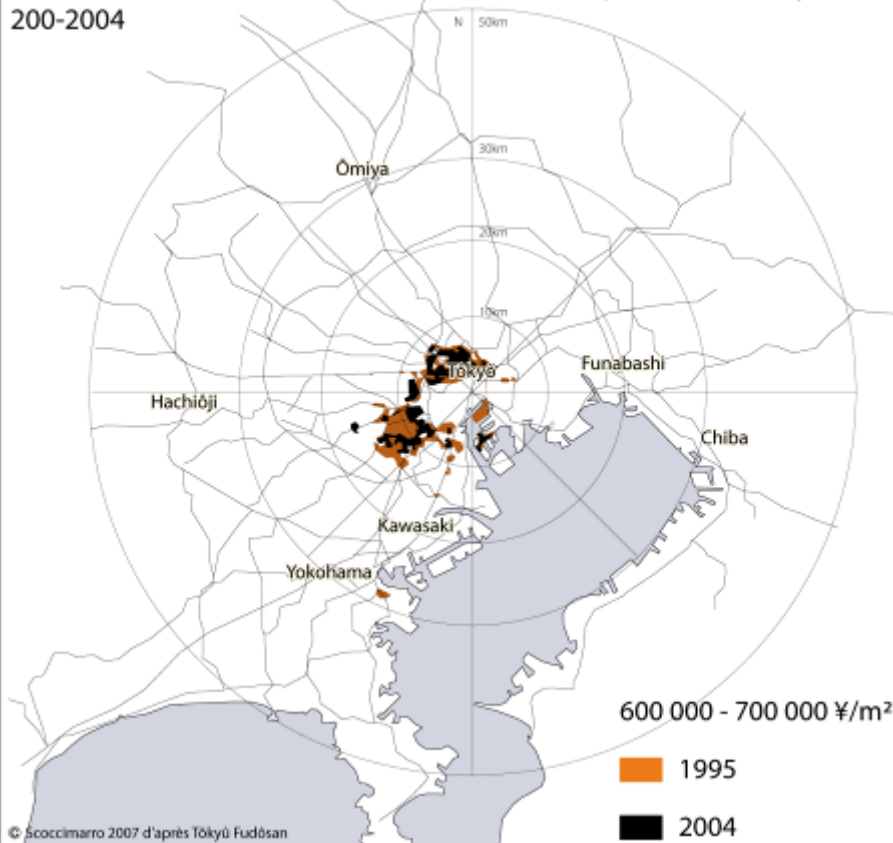 200-2004
N
50km
30km
Ômiya
20km
10km
Tôkyô
Funabashi
Hachiôji
Chiba
Kawasaki
Yokohama
600 000 - 700 000 ¥/m²
1995
2004
© Scoccimarro 2007 d'après Tôkyû Fudôsan